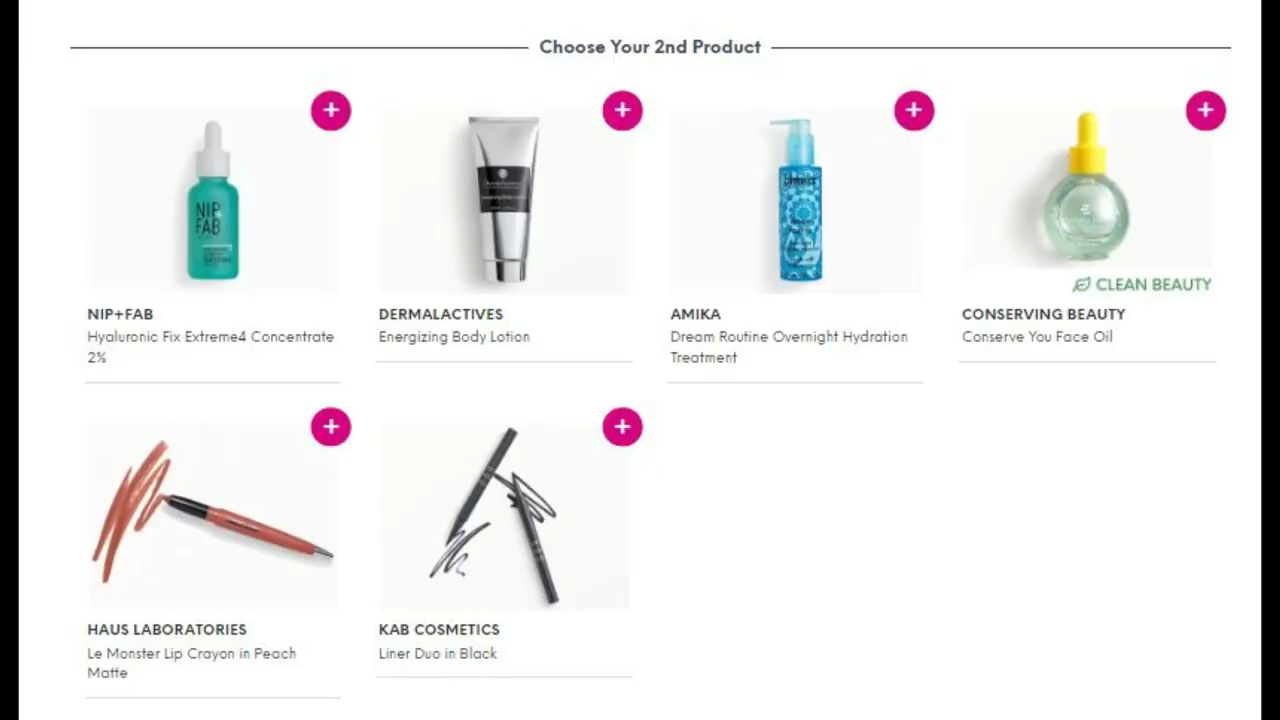 Choose Your 2nd Product
+
+
+
+
NIP
FAB
CLEAN BEAUTY
NIP+FAB
Hyaluronic Fix Extreme4 Concentrate
2%
DERMALACTIVES
Energizing Body Lotion
AMIKA
Dream Routine Overnight Hydration
Treatment
CONSERVING BEAUTY
Conserve You Face Oil
+
+
HAUS LABORATORIES
Le Monster Lip Crayon in Peach
Matte
KAB COSMETICS
Liner Duo in Black